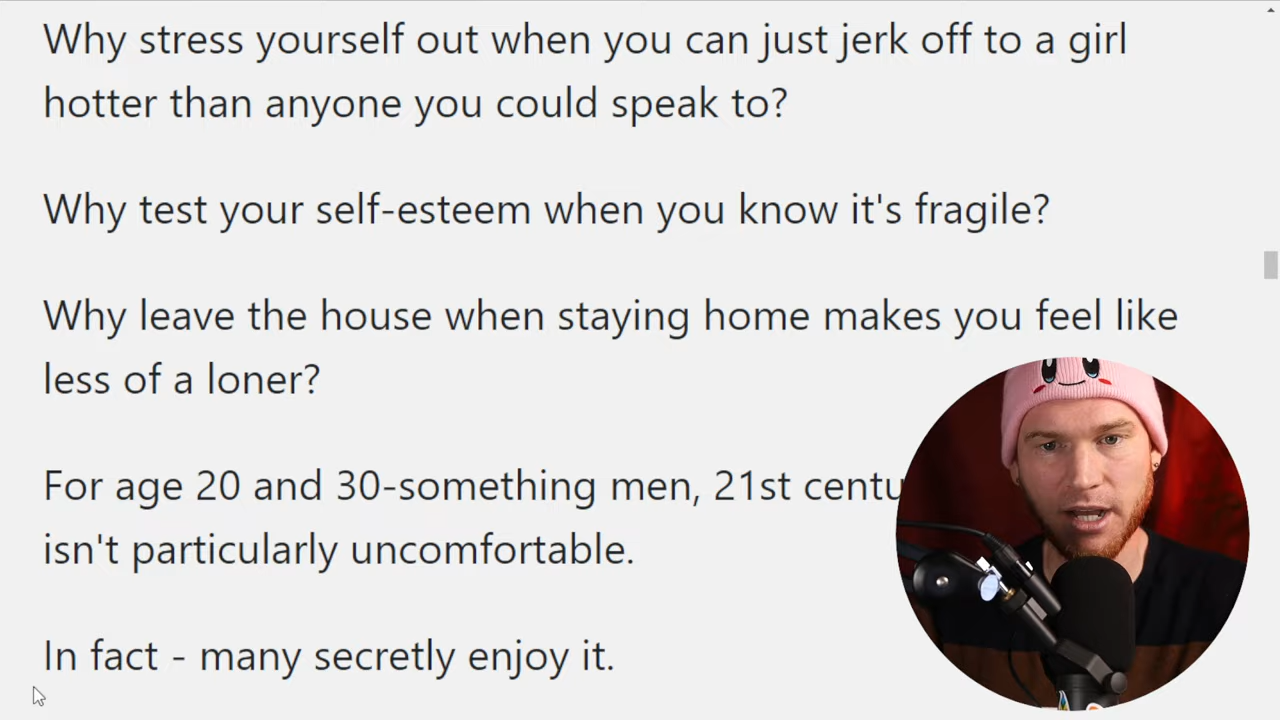 Why stress yourself out when you can just jerk off to a girl
hotter than anyone you could speak to?
Why test your self-esteem when you know it's fragile?
Why leave the house when staying home makes you feel like
less of a loner?
For age 20 and 30-something men, 21st centu
isn't particularly uncomfortable.
In fact - many secretly enjoy it.